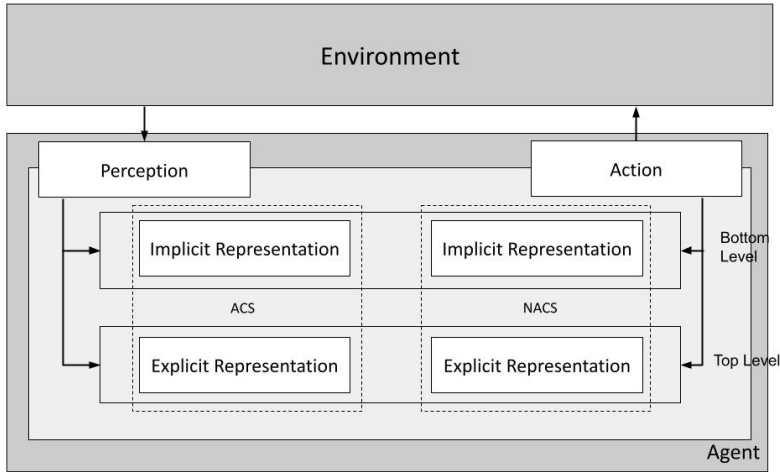 Environment
Perception
Action
Implicit Representation
Implicit Representation
Bottom
Level
ACS
NACS
Explicit Representation
Explicit Representation
Top Level
Agent